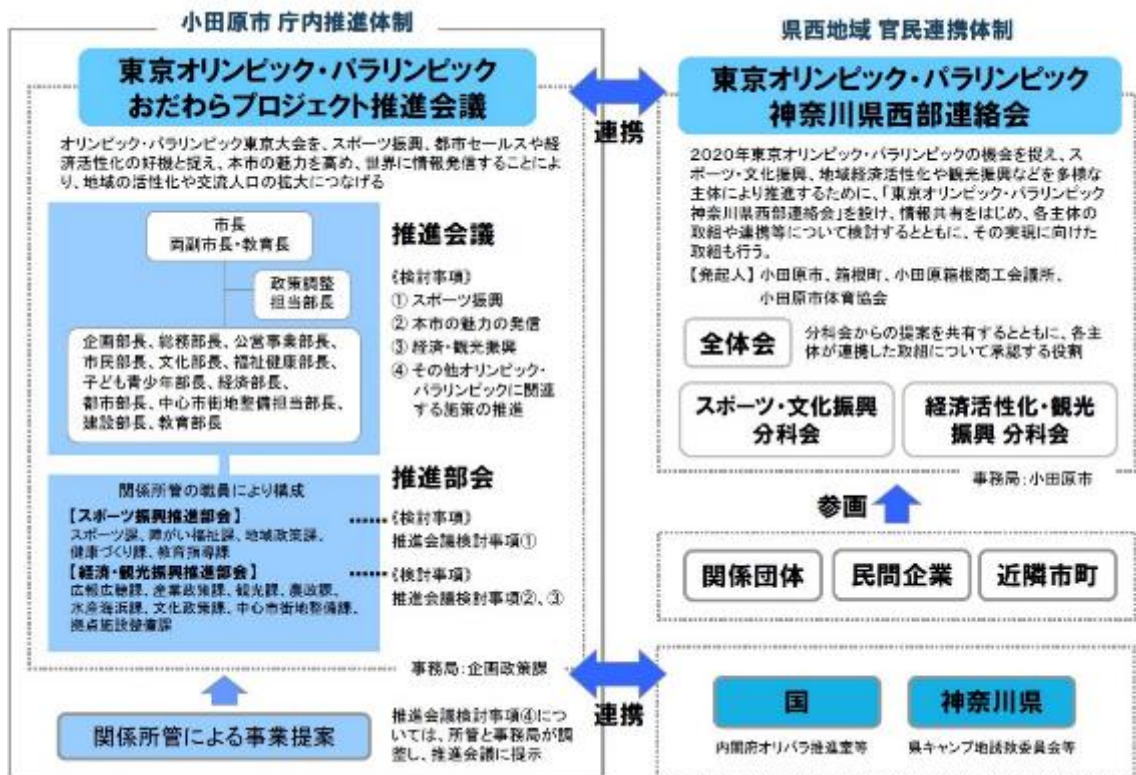 小田原市 庁内推進体制
東京オリンピック・パラリンピック
おだわらプロジェクト推進会議
オリンピック・パラリンピック東京大会を、スポーツ振興、都市セールスや経
済活性化の好機と捉え、本市の魅力を高め、世界に情報発信することによ
り、地域の活性化や交流人口の拡大につなげる
市長
両副市長・教育長
政策調整
担当部長
企画部長、総務部長、公営事業部長、
市民部長、文化部長、福祉健康部長、
子ども青少年部長、経済部長、
都市部長、中心市街地整備担当部長、
建設部長、教育部長
推進会議
《検討事項》
① スポーツ振興
② 本市の魅力の発信
③ 経済・観光振興
④ その他オリンピック・
パラリンピックに関連
する施策の推進
関係所管の職員により構成
【スポーツ振興推進部会】
スポーツ課、障がい福祉課、地域政策課、
健康づくり課、教育指導課
【経済・観光振興推進部会】
広報広聴課、産業政策課、観光課、農政課、
水産海浜課、文化政策課、中心市街地整備課、
拠点施設整備課
推進部会
《検討事項》
推進会議検討事項①
《検討事項》
推進会議検討事項②、③
事務局:企画政策課
関係所管による事業提案
推進会議検討事項④につ
いては、所管と事務局が調
整し、推進会議に提示
連携
連携
県西地域 官民連携体制
東京オリンピック・パラリンピック
神奈川県西部連絡会
2020年東京オリンピック・パラリンピックの機会を捉え、ス
ポーツ・文化振興、地域経済活性化や観光振興などを多様な
主体により推進するために、「東京オリンピック・パラリンピック
神奈川県西部連絡会」を設け、情報共有をはじめ、各主体の
取組や連携等について検討するとともに、その実現に向けた
取組も行う。
【発起人】小田原市、箱根町、小田原箱根商工会議所、
小田原市体育協会
全体会
分科会からの提案を共有するとともに、各主
体が連携した取組について承認する役割
スポーツ・文化振興
分科会
経済活性化・観光
振興 分科会
事務局:小田原市
参画
関係団体
民間企業
近隣市町
国
内閣府オリパラ推進室等
神奈川県
県キャンプ地誘致委員会等